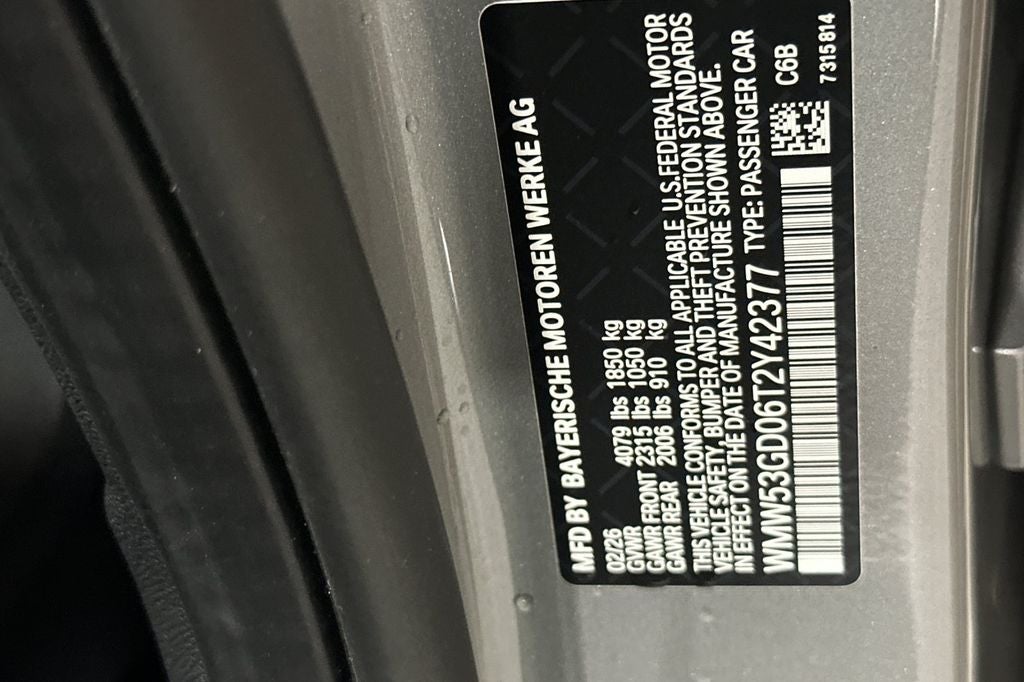 MFD BY BAYERISCHE MOTOREN WERKE AG
02/26
GVWR 4079 lbs 1850 kg
GAWR FRONT 2315 lbs 1050 kg
GAWR REAR 2006 lbs 910 kg
THIS VEHICLE CONFORMS TO ALL APPLICABLE U.S.FEDERAL MOTOR
VEHICLE SAFETY, BUMPER AND THEFT PREVENTION STANDARDS
IN EFFECT ON THE DATE OF MANUFACTURE SHOWN ABOVE.
WMW53GD06T2Y42377 TYPE: PASSENGER CAR
C6B
7315814